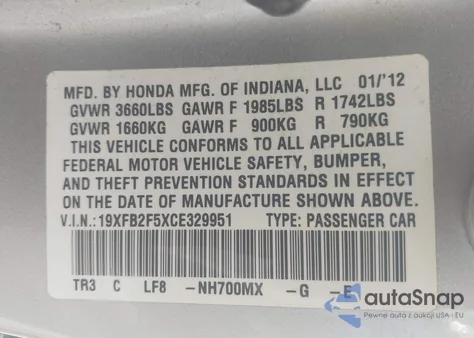 MFD. BY HONDA MFG. OF INDIANA, LLC 01/'12
GVWR 3660LBS GAWR F 1985LBS R 1742LBS
GVWR 1660KG GAWR F 900KG R 790KG
THIS VEHICLE CONFORMS TO ALL APPLICABLE
FEDERAL MOTOR VEHICLE SAFETY, BUMPER,
AND THEFT PREVENTION STANDARDS IN EFFECT
ON THE DATE OF MANUFACTURE SHOWN ABOVE.
V.I.N.: 19XFB2F5XCE329951 TYPE: PASSENGER CAR
TR3 C LF8 -NH700MX -G -E
autoSnap
Pewne auta z aukcji USA i EU